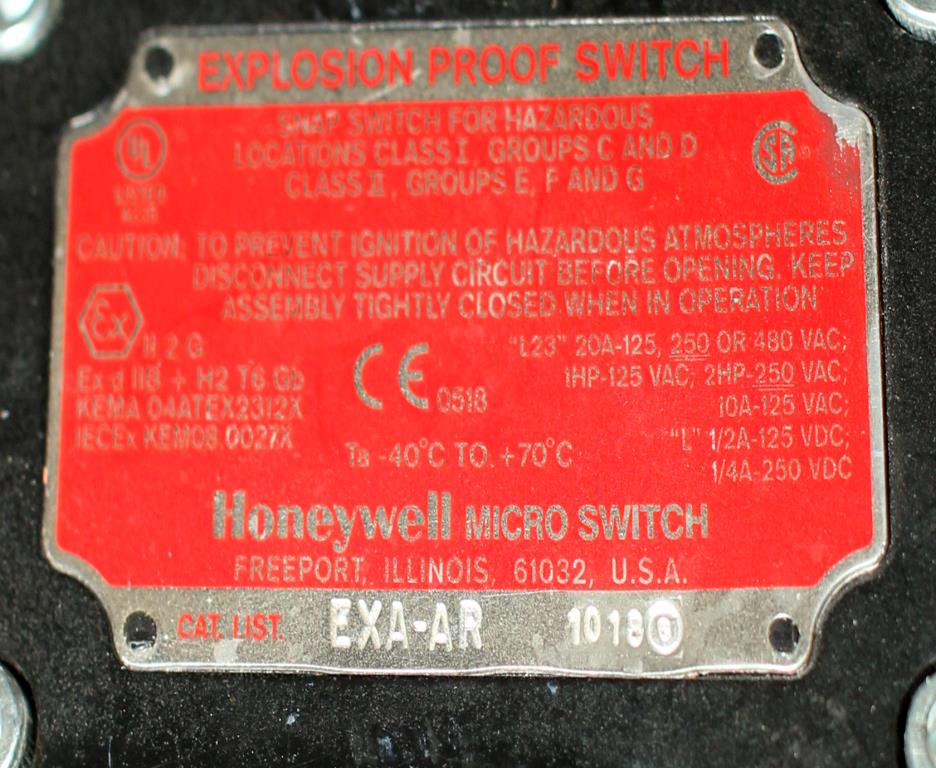 EXPLOSION PROOF SWITCH
SNAP SWITCH FOR HAZARDOUS
LOCATIONS CLASS I, GROUPS C AND D
CLASS II, GROUPS E, F AND G
UL
LISTED
SA
CAUTION: TO PREVENT IGNITION OF HAZARDOUS ATMOSPHERES
DISCONNECT SUPPLY CIRCUIT BEFORE OPENING. KEEP
ASSEMBLY TIGHTLY CLOSED WHEN IN OPERATION
Ex
II 2 G
Ex d IIB + H2 T6 Gb
KEMA 04ATEX2312X
IECEx KEM08.0027X
CE 0518
"L23" 20A-125, 250 OR 480 VAC;
1HP-125 VAC; 2HP-250 VAC;
10A-125 VAC;
"L" 1/2A-125 VDC;
1/4A-250 VDC
Ta -40°C TO. +70°C
Honeywell MICRO SWITCH
FREEPORT, ILLINOIS, 61032, U.S.A.
CAT. LIST. EXA-AR 1018